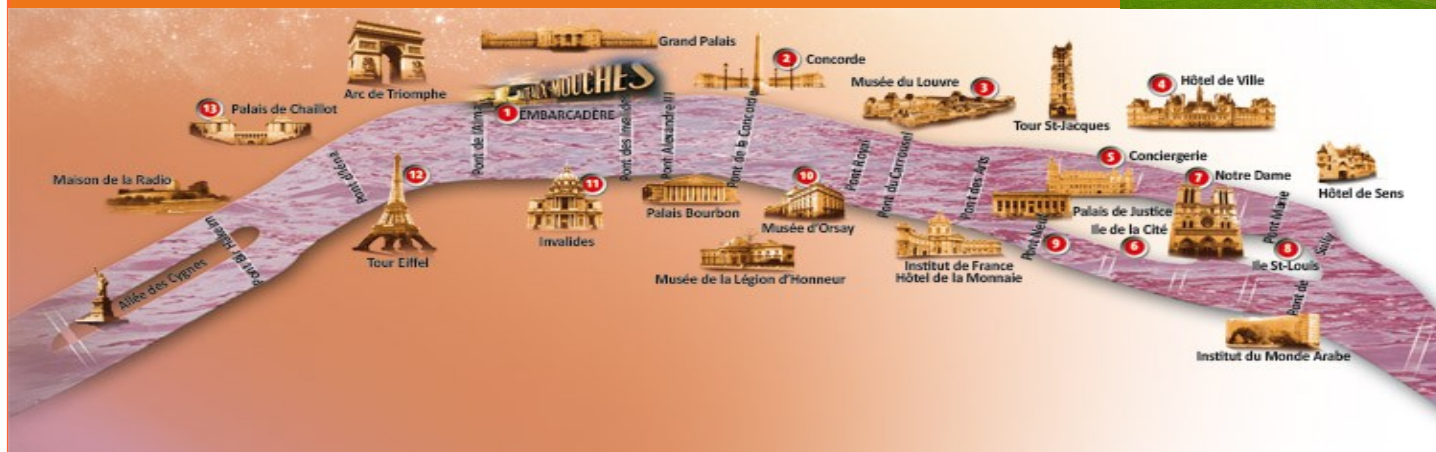 Grand Palais
2 Concorde
Arc de Triomphe
MOUCHES
1 EMBARCADÈRE
13 Palais de Chaillot
Musée du Louvre 3
Tour St-Jacques
4 Hôtel de Ville
5 Conciergerie
7 Notre Dame
Hôtel de Sens
Maison de la Radio
Pont Bir Hakeim
Pont d'Iéna
Pont de l'Alma
Pont des Invalides
Pont Alexandre III
Pont de la Concorde
Pont Royal
Pont du Carrousel
Pont des Arts
Pont Neuf
Pont Marie
Pont de Sully
12
Tour Eiffel
11
Invalides
Palais Bourbon
10
Musée d'Orsay
Musée de la Légion d'Honneur
Institut de France
Hôtel de la Monnaie
Palais de Justice
Ile de la Cité
9
6
8
Ile St-Louis
Allée des Cygnes
Institut du Monde Arabe